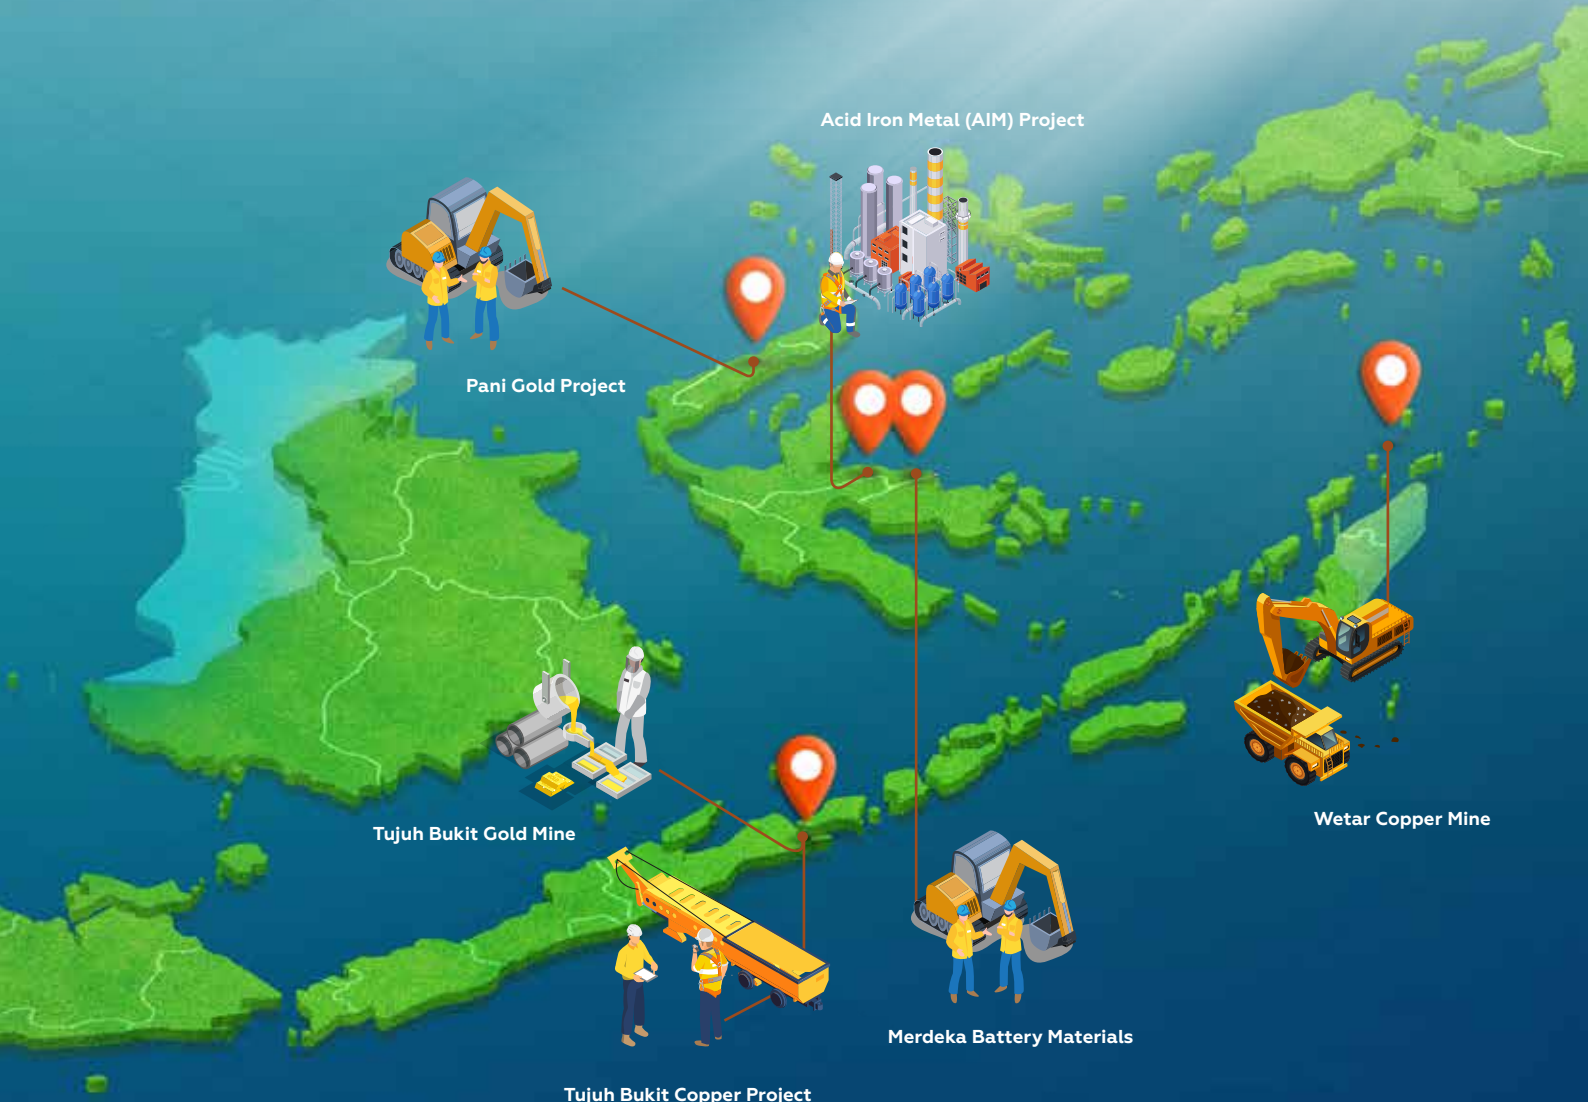 Acid Iron Metal (AIM) Project
Pani Gold Project
Wetar Copper Mine
Tujuh Bukit Gold Mine
Merdeka Battery Materials
Tujuh Bukit Copper Project